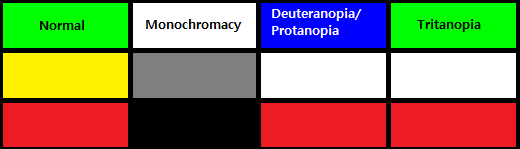 Normal
Monochromacy
Deuteranopia/
Protanopia
Tritanopia